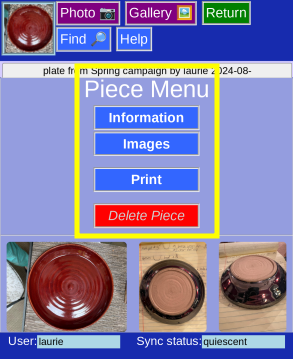 Photo 📷 Gallery 🖼️ Return
Find 🔎 Help
plate from Spring campaign by laurie 2024-08-
Piece Menu
Information
Images
Print
Delete Piece
User: laurie Sync status: quiescent